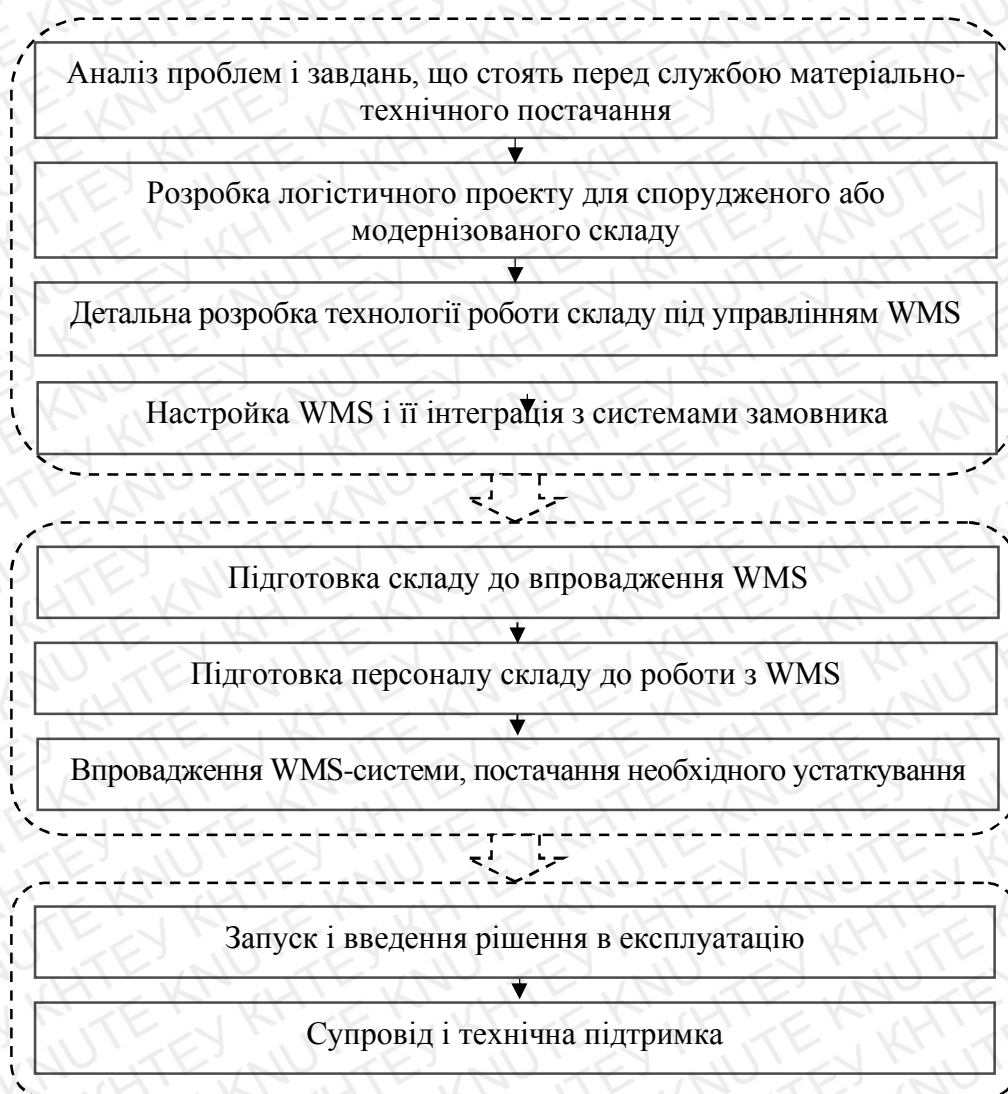 Аналіз проблем і завдань, що стоять перед службою матеріально-
технічного постачання
Розробка логістичного проекту для спорудженого або
модернізованого складу
Детальна розробка технології роботи складу під управлінням WMS
Настройка WMS і її інтеграція з системами замовника
Підготовка складу до впровадження WMS
Підготовка персоналу складу до роботи з WMS
Впровадження WMS-системи, постачання необхідного устаткування
Запуск і введення рішення в експлуатацію
Супровід і технічна підтримка